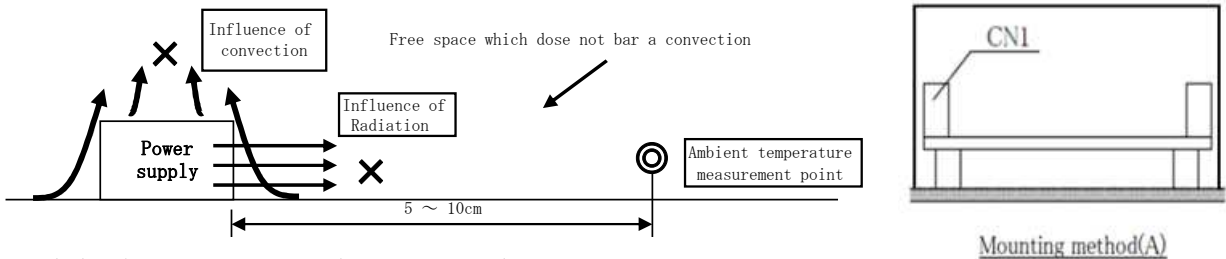 Influence of
convection
Free space which dose not bar a convection
Influence of
Radiation
Power
supply
Ambient temperature
measurement point
5 ～ 10cm
CN1
Mounting method(A)